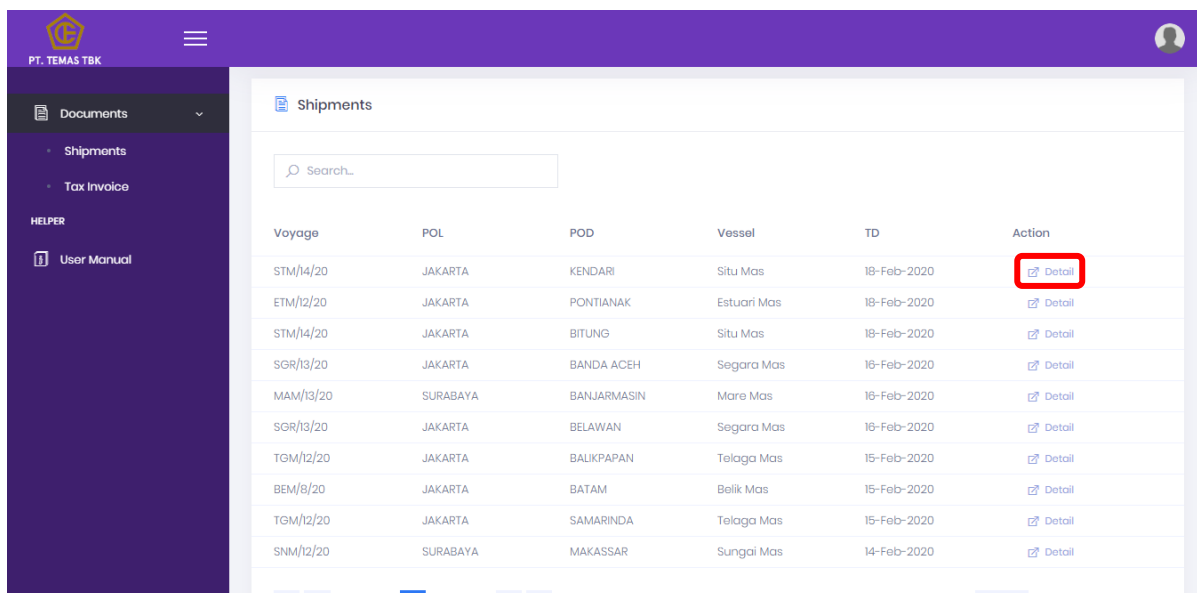 PT. TEMAS TBK
Documents
Shipments
Tax Invoice
HELPER
User Manual
Shipments
Search...
Voyage POL POD Vessel TD Action
STM/14/20 JAKARTA KENDARI Situ Mas 18-Feb-2020 Detail
ETM/12/20 JAKARTA PONTIANAK Estuari Mas 18-Feb-2020 Detail
STM/14/20 JAKARTA BITUNG Situ Mas 18-Feb-2020 Detail
SGR/13/20 JAKARTA BANDA ACEH Segara Mas 16-Feb-2020 Detail
MAM/13/20 SURABAYA BANJARMASIN Mare Mas 16-Feb-2020 Detail
SGR/13/20 JAKARTA BELAWAN Segara Mas 16-Feb-2020 Detail
TGM/12/20 JAKARTA BALIKPAPAN Telaga Mas 15-Feb-2020 Detail
BEM/8/20 JAKARTA BATAM Belik Mas 15-Feb-2020 Detail
TGM/12/20 JAKARTA SAMARINDA Telaga Mas 15-Feb-2020 Detail
SNM/12/20 SURABAYA MAKASSAR Sungai Mas 14-Feb-2020 Detail